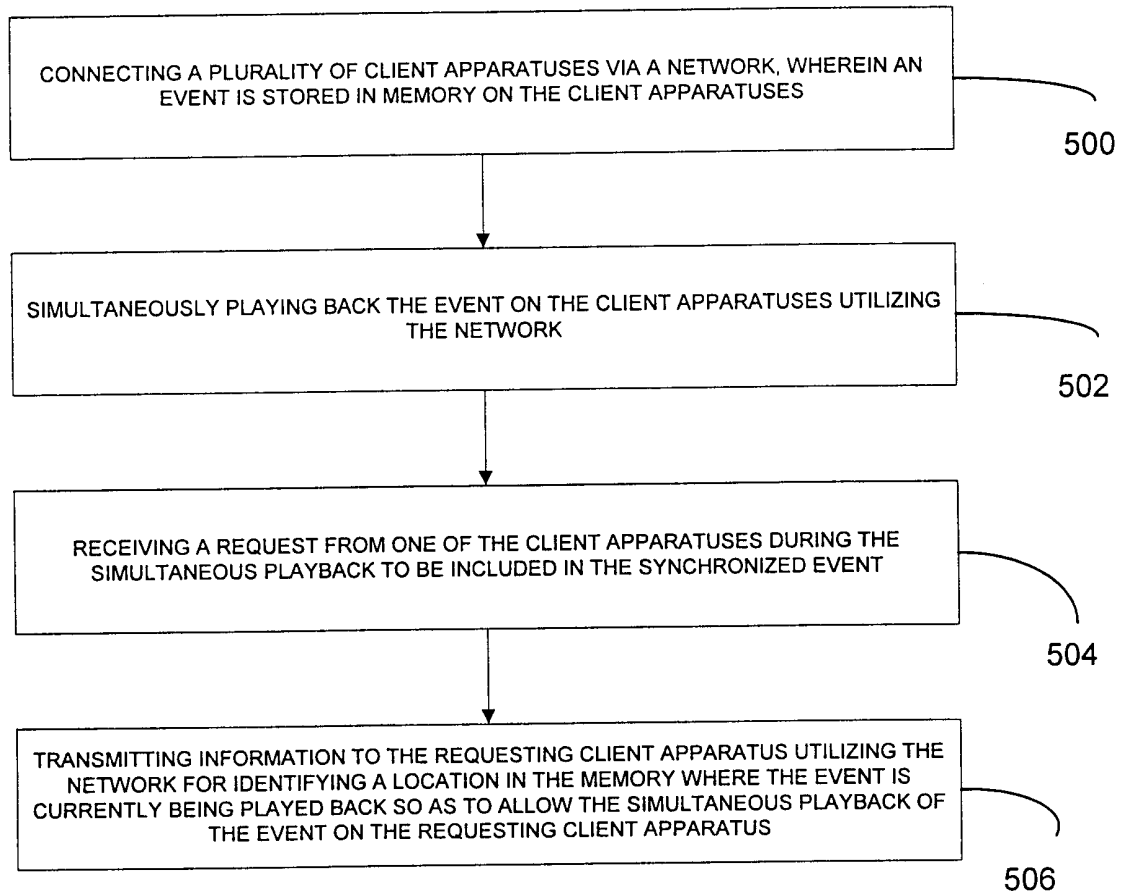 CONNECTING A PLURALITY OF CLIENT APPARATUSES VIA A NETWORK, WHEREIN AN
EVENT IS STORED IN MEMORY ON THE CLIENT APPARATUSES
500
SIMULTANEOUSLY PLAYING BACK THE EVENT ON THE CLIENT APPARATUSES UTILIZING
THE NETWORK
502
RECEIVING A REQUEST FROM ONE OF THE CLIENT APPARATUSES DURING THE
SIMULTANEOUS PLAYBACK TO BE INCLUDED IN THE SYNCHRONIZED EVENT
504
TRANSMITTING INFORMATION TO THE REQUESTING CLIENT APPARATUS UTILIZING THE
NETWORK FOR IDENTIFYING A LOCATION IN THE MEMORY WHERE THE EVENT IS
CURRENTLY BEING PLAYED BACK SO AS TO ALLOW THE SIMULTANEOUS PLAYBACK OF
THE EVENT ON THE REQUESTING CLIENT APPARATUS
506